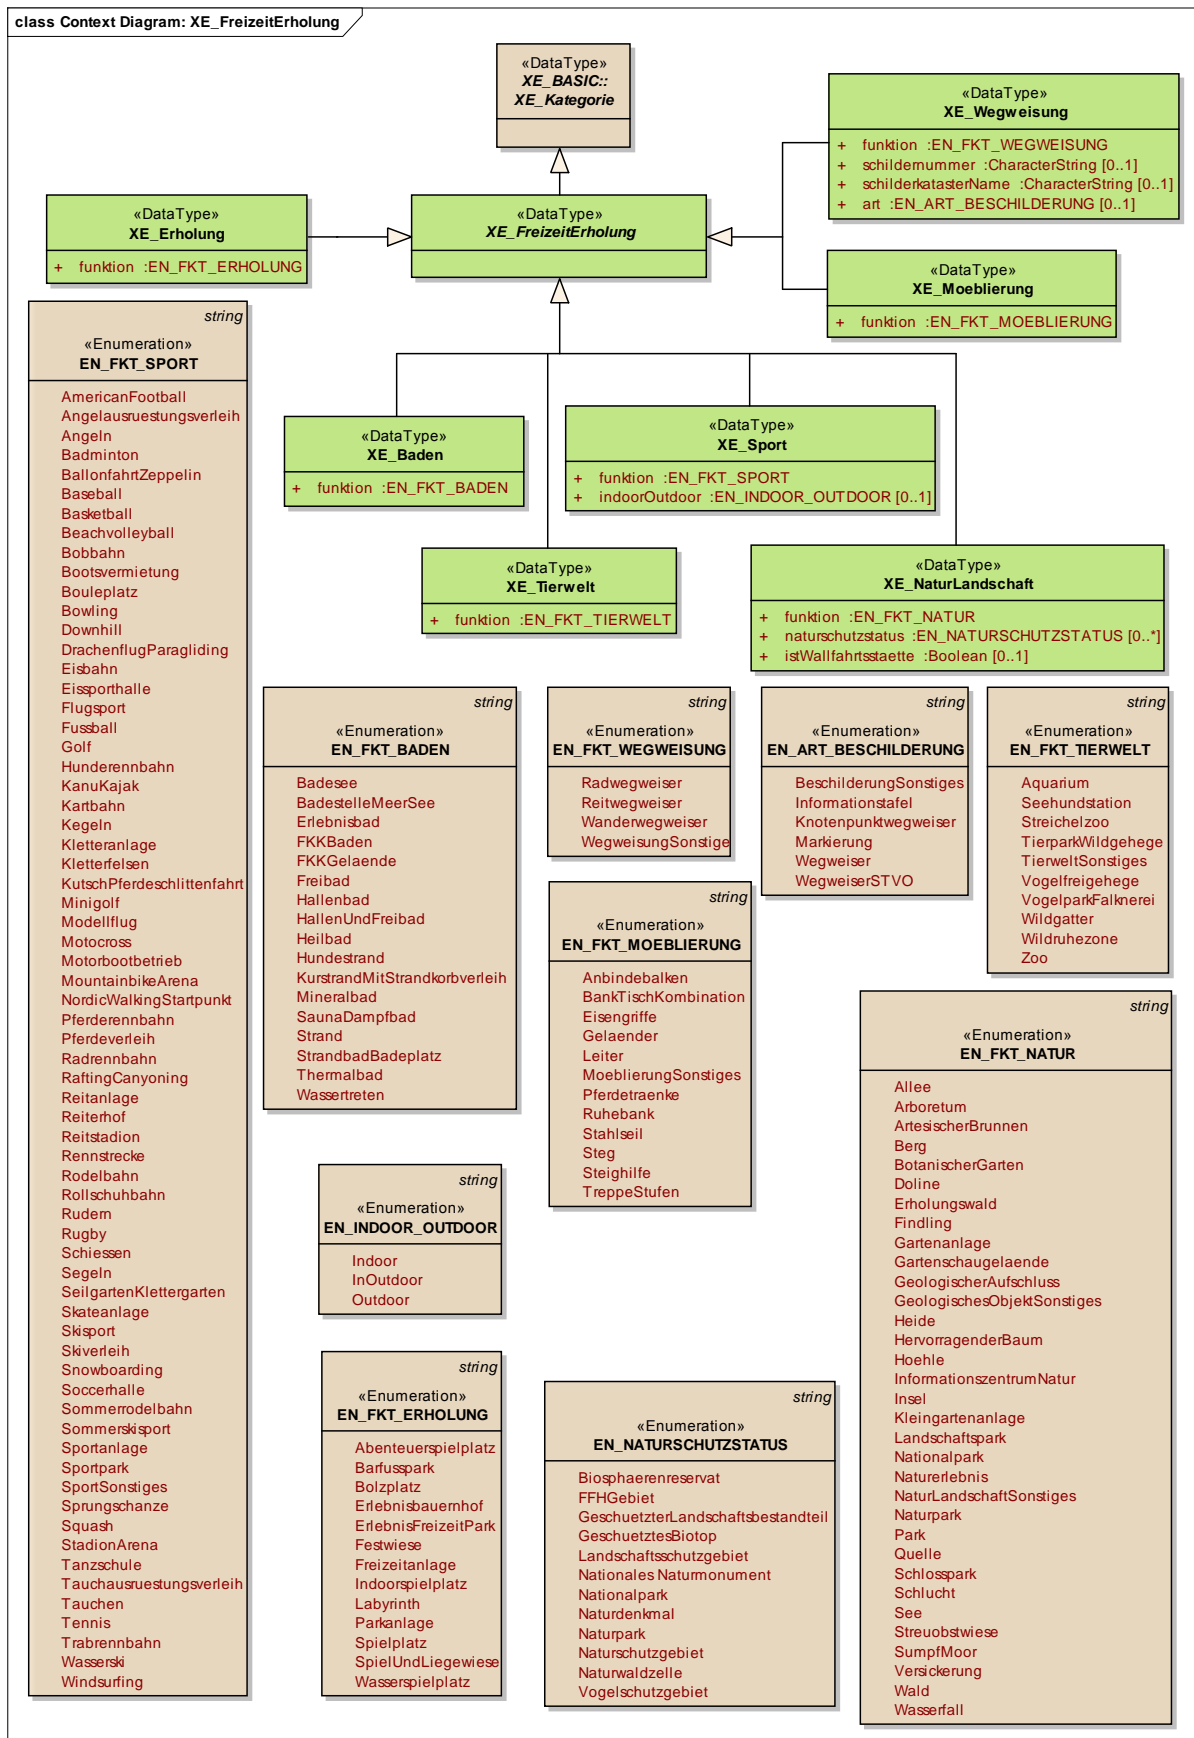 class Context Diagram: XE_FreizeitErholung
«DataType»
XE_BASIC::
XE_Kategorie
«DataType»
XE_Wegweisung
+ funktion :EN_FKT_WEGWEISUNG
+ schildernummer :CharacterString [0..1]
+ schilderkatasterName :CharacterString [0..1]
+ art :EN_ART_BESCHILDERUNG [0..1]
«DataType»
XE_Erholung
+ funktion :EN_FKT_ERHOLUNG
«DataType»
XE_FreizeitErholung
«DataType»
XE_Moeblierung
+ funktion :EN_FKT_MOEBLIERUNG
string
«Enumeration»
EN_FKT_SPORT
AmericanFootball
Angelausruestungsverleih
Angeln
Badminton
BallonfahrtZeppelin
Baseball
Basketball
Beachvolleyball
Bobbahn
Bootsvermietung
Bouleplatz
Bowling
Downhill
DrachenflugParagliding
Eisbahn
Eissporthalle
Flugsport
Fussball
Golf
Hunderennbahn
KanuKajak
Kartbahn
Kegeln
Kletteranlage
Kletterfelsen
KutschPferdeschlittenfahrt
Minigolf
Modellflug
Motocross
Motorbootbetrieb
MountainbikeArena
NordicWalkingStartpunkt
Pferderennbahn
Pferdeverleih
Radrennbahn
RaftingCanyoning
Reitanlage
Reiterhof
Reitstadion
Rennstrecke
Rodelbahn
Rollschuhbahn
Rudern
Rugby
Schiessen
Segeln
SeilgartenKlettergarten
Skateanlage
Skisport
Skiverleih
Snowboarding
Soccerhalle
Sommerrodelbahn
Sommerskisport
Sportanlage
Sportpark
SportSonstiges
Sprungschanze
Squash
StadionArena
Tanzschule
Tauchausruestungsverleih
Tauchen
Tennis
Trabrennbahn
Wasserski
Windsurfing
«DataType»
XE_Baden
+ funktion :EN_FKT_BADEN
«DataType»
XE_Sport
+ funktion :EN_FKT_SPORT
+ indoorOutdoor :EN_INDOOR_OUTDOOR [0..1]
«DataType»
XE_Tierwelt
+ funktion :EN_FKT_TIERWELT
«DataType»
XE_NaturLandschaft
+ funktion :EN_FKT_NATUR
+ naturschutzstatus :EN_NATURSCHUTZSTATUS [0..*]
+ istWallfahrtsstaette :Boolean [0..1]
string
«Enumeration»
EN_FKT_BADEN
Badesee
BadestelleMeerSee
Erlebnisbad
FKKBaden
FKKGelaende
Freibad
Hallenbad
HallenUndFreibad
Heilbad
Hundestrand
KurstrandMitStrandkorbverleih
Mineralbad
SaunaDampfbad
Strand
StrandbadBadeplatz
Thermalbad
Wassertreten
string
«Enumeration»
EN_FKT_WEGWEISUNG
Radwegweiser
Reitwegweiser
Wanderwegweiser
WegweisungSonstige
string
«Enumeration»
EN_ART_BESCHILDERUNG
BeschilderungSonstiges
Informationstafel
Knotenpunktwegweiser
Markierung
Wegweiser
WegweiserSTVO
string
«Enumeration»
EN_FKT_TIERWELT
Aquarium
Seehundstation
Streichelzoo
TierparkWildgehege
TierweltSonstiges
Vogelfreigehege
VogelparkFalknerei
Wildgatter
Wildruhezone
Zoo
string
«Enumeration»
EN_FKT_MOEBLIERUNG
Anbindebalken
BankTischKombination
Eisengriffe
Gelaender
Leiter
MoeblierungSonstiges
Pferdetraenke
Ruhebank
Stahlseil
Steg
Steighilfe
TreppeStufen
string
«Enumeration»
EN_FKT_NATUR
Allee
Arboretum
ArtesischerBrunnen
Berg
BotanischerGarten
Doline
Erholungswald
Findling
Gartenanlage
Gartenschaugelaende
GeologischerAufschluss
GeologischesObjektSonstiges
Heide
HervorragenderBaum
Hoehle
InformationszentrumNatur
Insel
Kleingartenanlage
Landschaftspark
Nationalpark
Naturerlebnis
NaturLandschaftSonstiges
Naturpark
Park
Quelle
Schlosspark
Schlucht
See
Streuobstwiese
SumpfMoor
Versickerung
Wald
Wasserfall
string
«Enumeration»
EN_INDOOR_OUTDOOR
Indoor
InOutdoor
Outdoor
string
«Enumeration»
EN_FKT_ERHOLUNG
Abenteuerspielplatz
Barfusspark
Bolzplatz
Erlebnisbauernhof
ErlebnisFreizeitPark
Festwiese
Freizeitanlage
Indoorspielplatz
Labyrinth
Parkanlage
Spielplatz
SpielUndLiegewiese
Wasserspielplatz
string
«Enumeration»
EN_NATURSCHUTZSTATUS
Biosphaerenreservat
FFHGebiet
GeschuetzterLandschaftsbestandteil
GeschuetztesBiotop
Landschaftsschutzgebiet
Nationales Naturmonument
Nationalpark
Naturdenkmal
Naturpark
Naturschutzgebiet
Naturwaldzelle
Vogelschutzgebiet